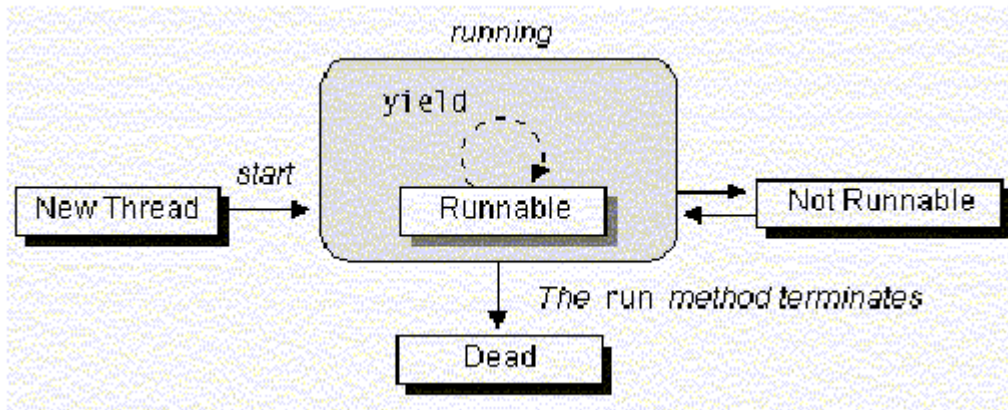 running
yield
start
New Thread
Runnable
Not Runnable
The run method terminates
Dead